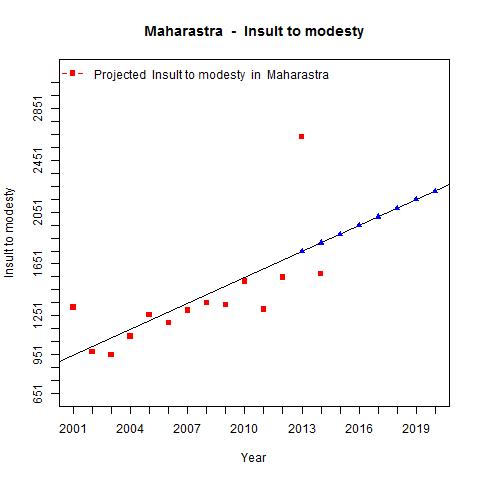 Maharastra - Insult to modesty
Projected Insult to modesty in Maharastra
Insult to modesty
2851
2451
2051
1651
1251
951
651
2001 2004 2007 2010 2013 2016 2019
Year